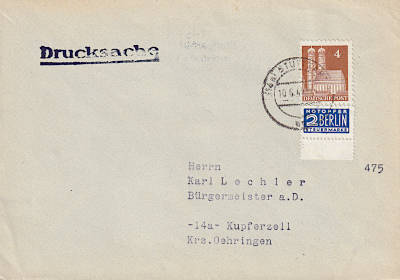 Drucksache
4
DEUTSCHE POST
NOTOPFER
2 BERLIN
STEUERMARKE
Herrn
Karl Lechler
Bürgermeister a.D.
475
-14a- Kupferzell
Krs.Oehringen